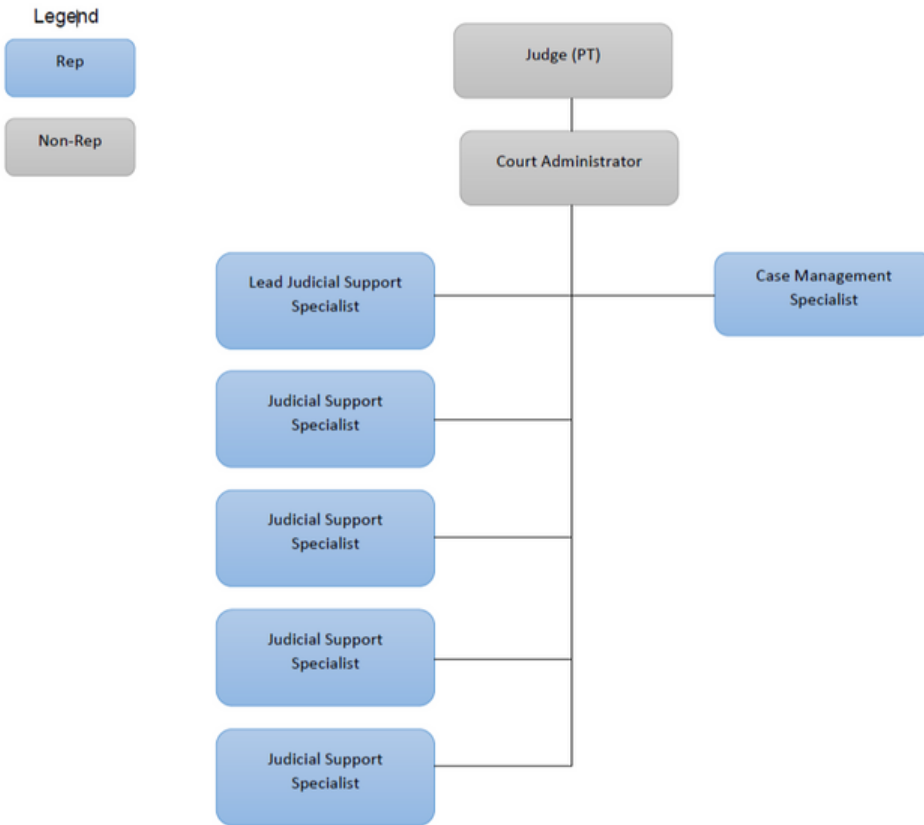 Legend
Rep
Non-Rep
Judge (PT)
Court Administrator
Lead Judicial Support
Specialist
Case Management
Specialist
Judicial Support
Specialist
Judicial Support
Specialist
Judicial Support
Specialist
Judicial Support
Specialist